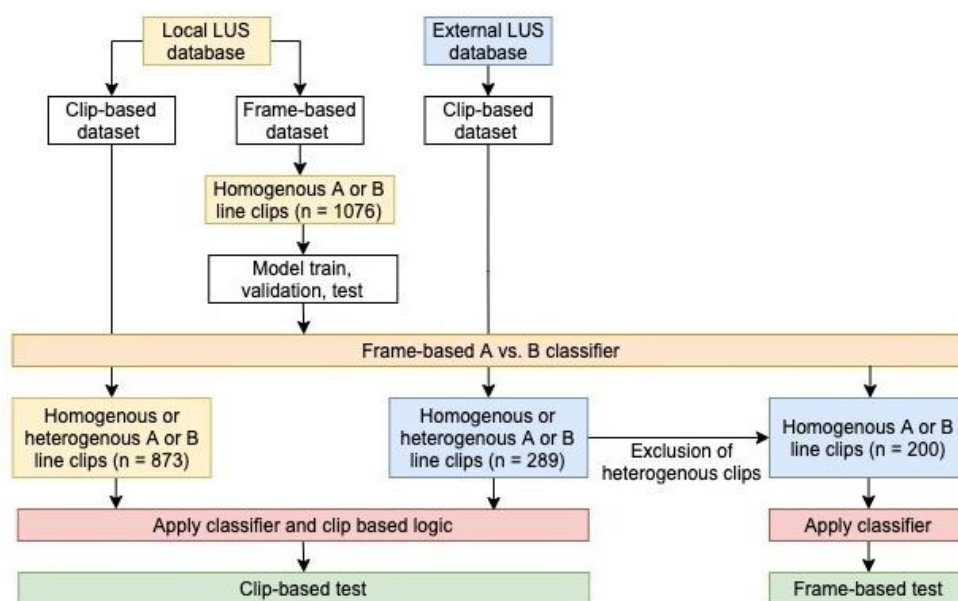 Local LUS
database
External LUS
database
Clip-based
dataset
Frame-based
dataset
Clip-based
dataset
Homogenous A or B
line clips (n = 1076)
Model train,
validation, test
Frame-based A vs. B classifier
Homogenous or
heterogenous A or B
line clips (n = 873)
Homogenous or
heterogenous A or B
line clips (n = 289)
Exclusion of
heterogenous clips
Homogenous A or B
line clips (n = 200)
Apply classifier and clip based logic
Apply classifier
Clip-based test
Frame-based test